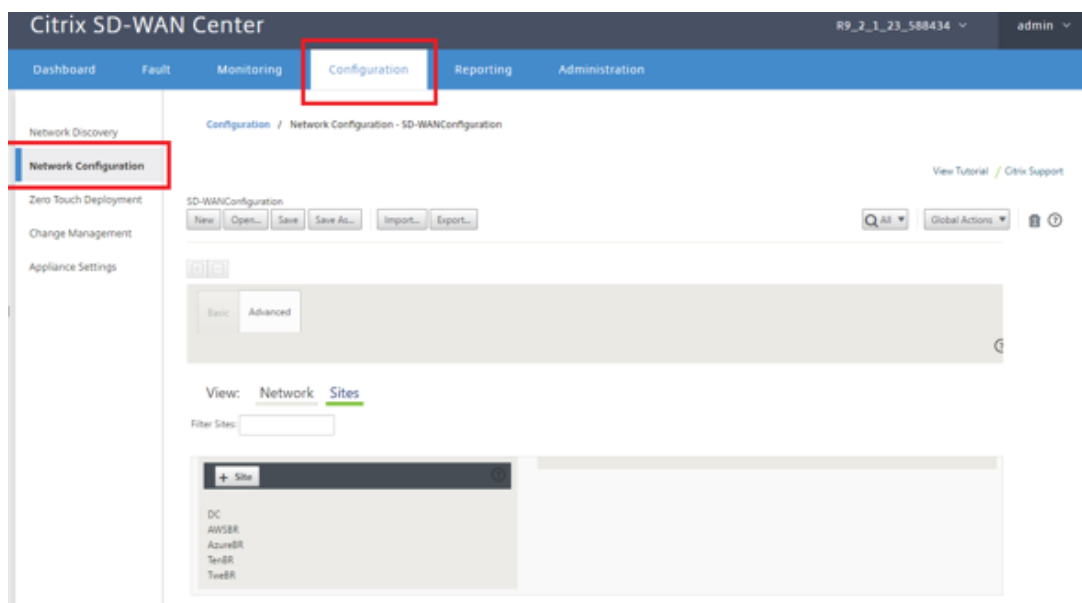 Citrix SD-WAN Center R9_2_1_23_588434 admin
Dashboard Fault Monitoring Configuration Reporting Administration
Network Discovery
Network Configuration
Zero Touch Deployment
Change Management
Appliance Settings
Configuration / Network Configuration - SD-WANConfiguration
View Tutorial / Citrix Support
SD-WANConfiguration
New Open... Save Save As... Import... Export... All Global Actions
Basic Advanced
View: Network Sites
Filter Sites:
+ Site
DC
AWSBR
AzureBR
TenBR
TweBR